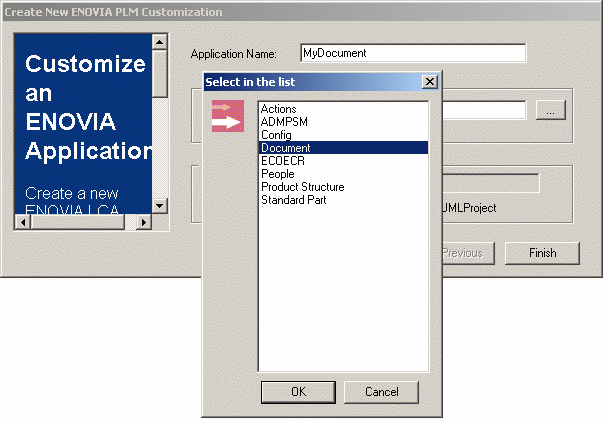 Create New ENOVIA PLM Customization
Customize
an
ENOVIA
Application
Create a new
ENOVIA LCA
Application Name: MyDocument
...
UMLProject
Previous
Finish
Select in the list
Actions
ADMPSM
Config
Document
ECOECR
People
Product Structure
Standard Part
OK
Cancel